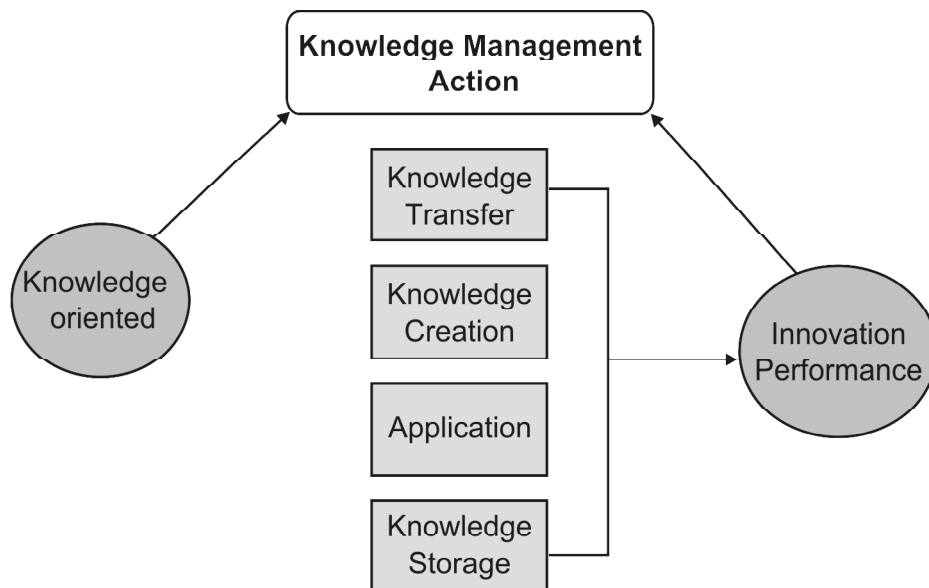 Knowledge Management
Action
Knowledge
Transfer
Knowledge
oriented
Knowledge
Creation
Innovation
Performance
Application
Knowledge
Storage